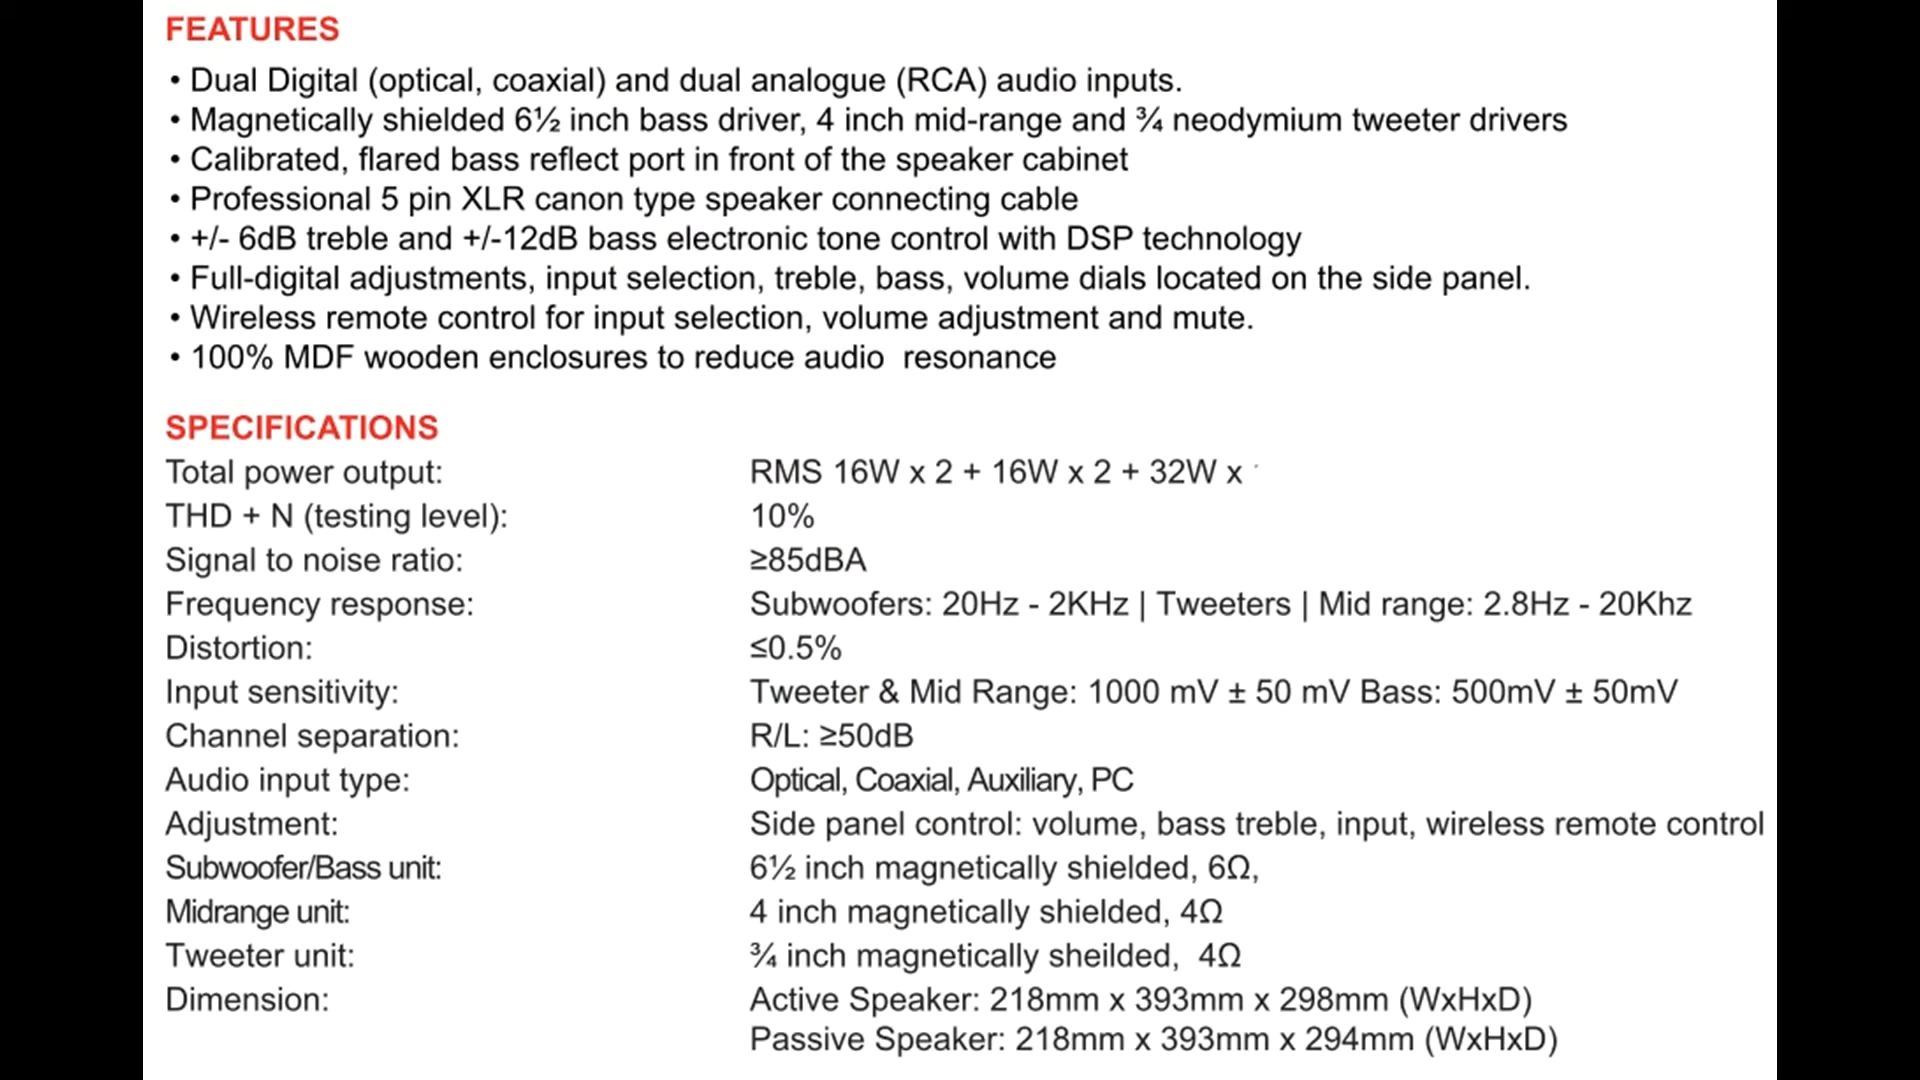 FEATURES
• Dual Digital (optical, coaxial) and dual analogue (RCA) audio inputs.
• Magnetically shielded 6½ inch bass driver, 4 inch mid-range and ¾ neodymium tweeter drivers
• Calibrated, flared bass reflect port in front of the speaker cabinet
• Professional 5 pin XLR canon type speaker connecting cable
• +/- 6dB treble and +/-12dB bass electronic tone control with DSP technology
• Full-digital adjustments, input selection, treble, bass, volume dials located on the side panel.
• Wireless remote control for input selection, volume adjustment and mute.
• 100% MDF wooden enclosures to reduce audio  resonance
SPECIFICATIONS
Total power output: RMS 16W x 2 + 16W x 2 + 32W x
THD + N (testing level): 10%
Signal to noise ratio: ≥85dBA
Frequency response: Subwoofers: 20Hz - 2KHz | Tweeters | Mid range: 2.8Hz - 20Khz
Distortion: ≤0.5%
Input sensitivity: Tweeter & Mid Range: 1000 mV ± 50 mV Bass: 500mV ± 50mV
Channel separation: R/L: ≥50dB
Audio input type: Optical, Coaxial, Auxiliary, PC
Adjustment: Side panel control: volume, bass treble, input, wireless remote control
Subwoofer/Bass unit: 6½ inch magnetically shielded, 6Ω,
Midrange unit: 4 inch magnetically shielded, 4Ω
Tweeter unit: ¾ inch magnetically sheilded,  4Ω
Dimension: Active Speaker: 218mm x 393mm x 298mm (WxHxD)
Passive Speaker: 218mm x 393mm x 294mm (WxHxD)